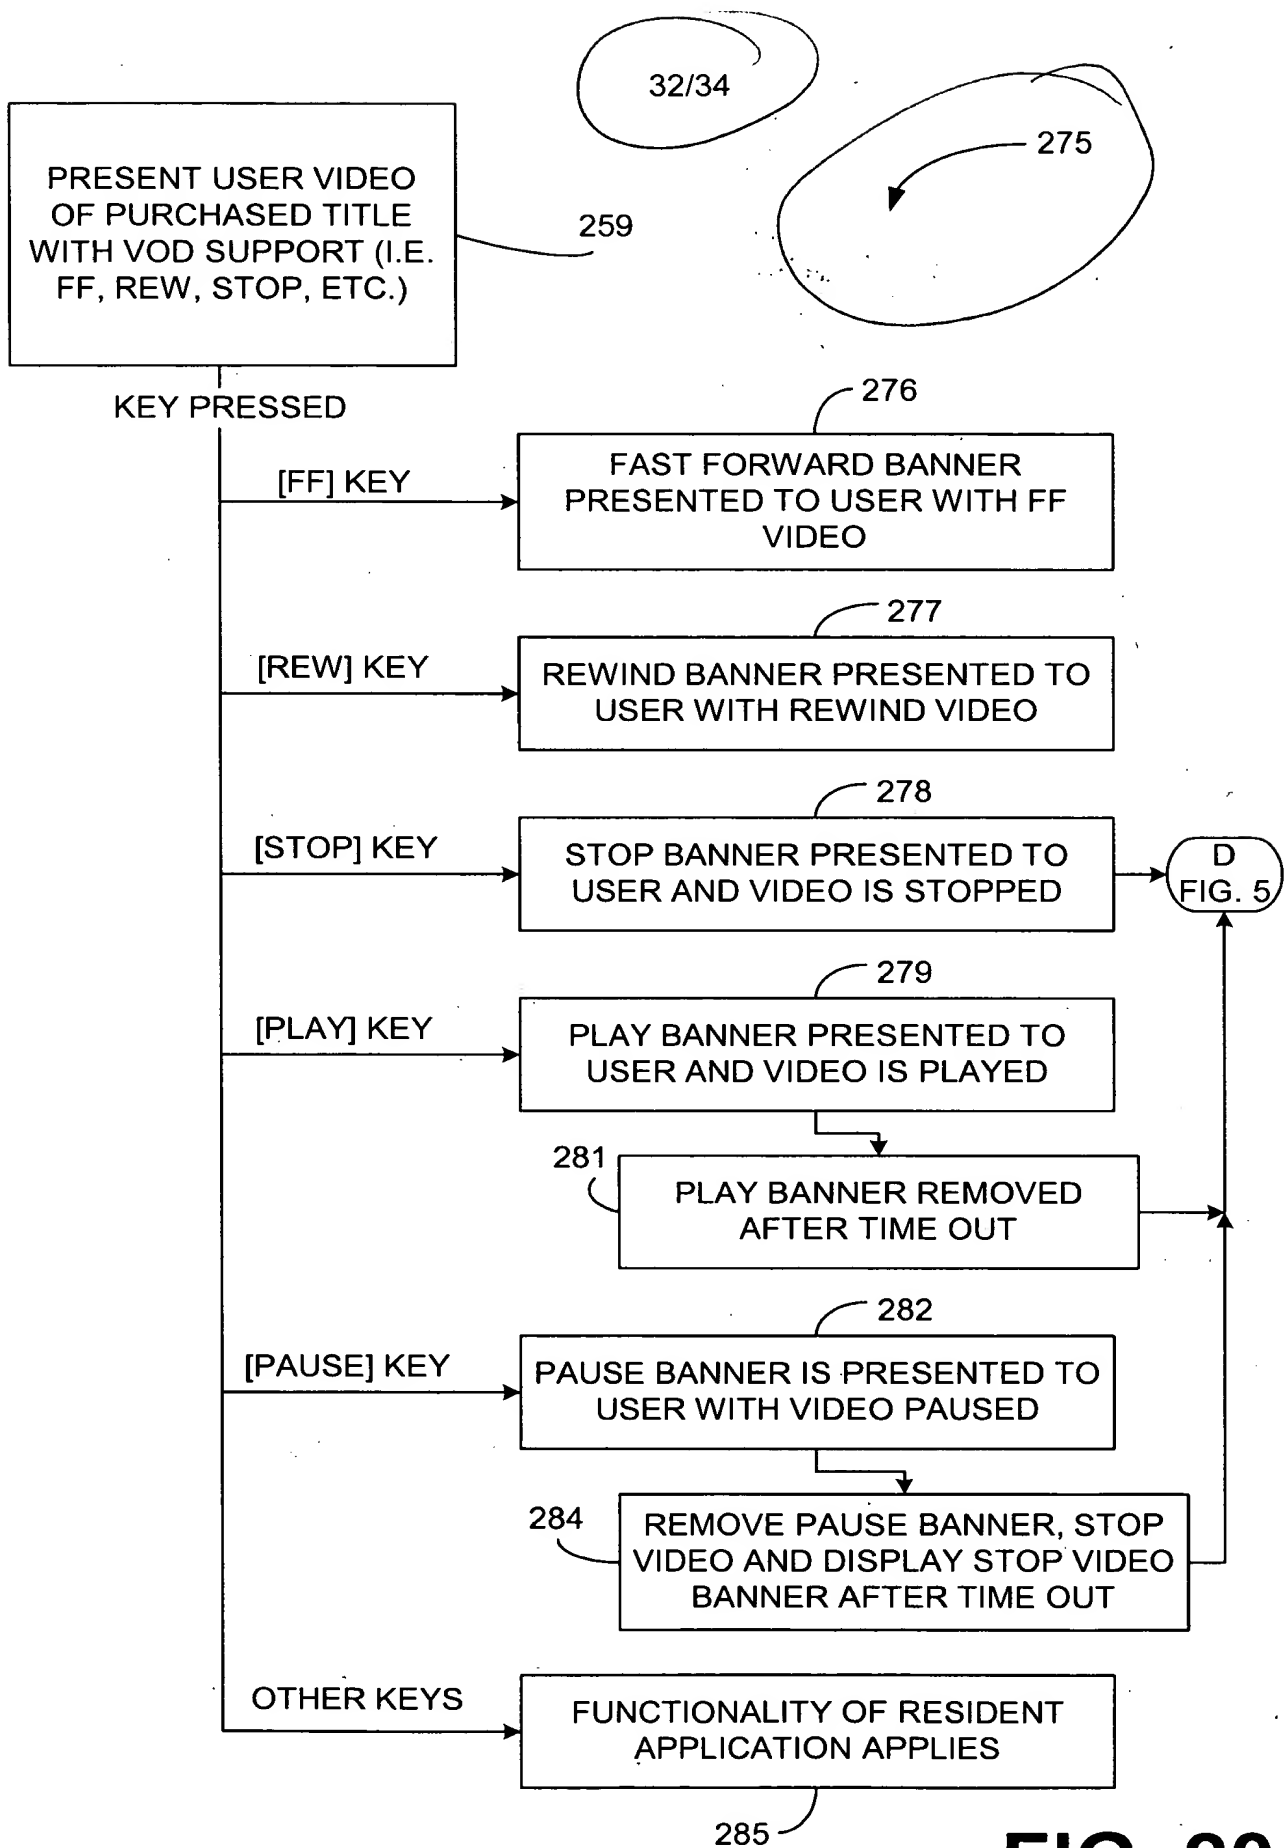 32/34
275
PRESENT USER VIDEO
OF PURCHASED TITLE
WITH VOD SUPPORT (I.E.
FF, REW, STOP, ETC.)
259
KEY PRESSED
276
[FF] KEY
FAST FORWARD BANNER
PRESENTED TO USER WITH FF
VIDEO
277
[REW] KEY
REWIND BANNER PRESENTED TO
USER WITH REWIND VIDEO
278
[STOP] KEY
STOP BANNER PRESENTED TO
USER AND VIDEO IS STOPPED
D
FIG. 5
279
[PLAY] KEY
PLAY BANNER PRESENTED TO
USER AND VIDEO IS PLAYED
281
PLAY BANNER REMOVED
AFTER TIME OUT
282
[PAUSE] KEY
PAUSE BANNER IS PRESENTED TO
USER WITH VIDEO PAUSED
284
REMOVE PAUSE BANNER, STOP
VIDEO AND DISPLAY STOP VIDEO
BANNER AFTER TIME OUT
OTHER KEYS
FUNCTIONALITY OF RESIDENT
APPLICATION APPLIES
285